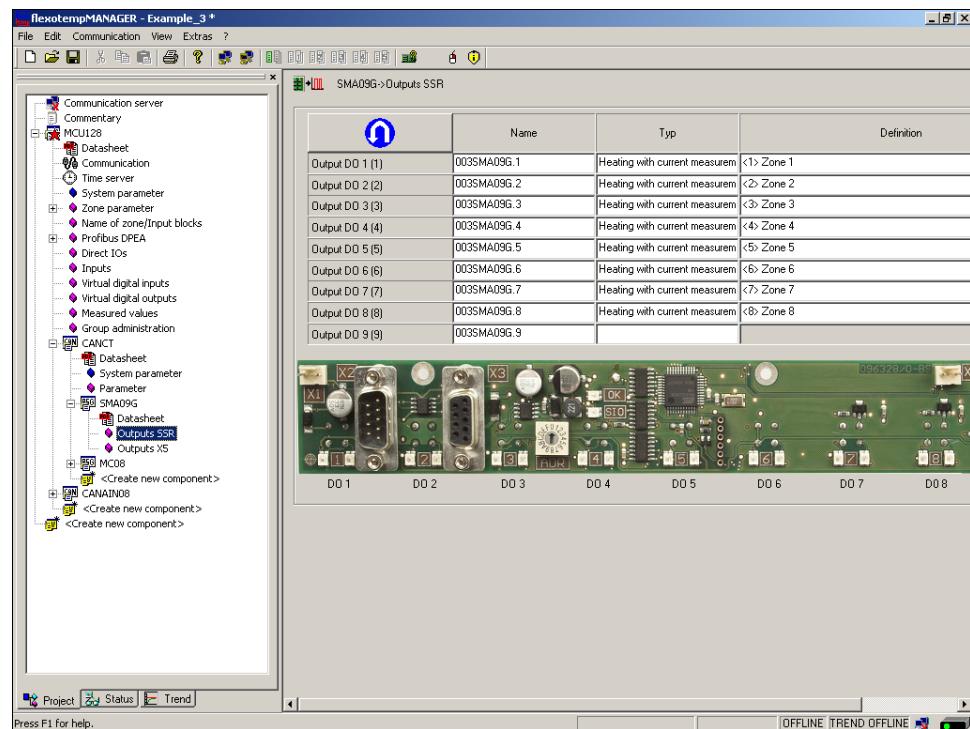 flexotempMANAGER - Example_3 *
File Edit Communication View Extras ?
Communication server
Commentary
MCU128
Datasheet
Communication
Time server
System parameter
Zone parameter
Name of zone/Input blocks
Profibus DPEA
Direct IOs
Inputs
Virtual digital inputs
Virtual digital outputs
Measured values
Group administration
CANCT
Datasheet
System parameter
Parameter
SMA09G
Datasheet
Outputs SSR
Outputs X5
MC08
<Create new component>
CANAIN08
<Create new component>
<Create new component>
Project Status Trend
SMA09G->Outputs SSR
Name Typ Definition
Output DO 1 (1) 003SMA09G.1 Heating with current measurem <1> Zone 1
Output DO 2 (2) 003SMA09G.2 Heating with current measurem <2> Zone 2
Output DO 3 (3) 003SMA09G.3 Heating with current measurem <3> Zone 3
Output DO 4 (4) 003SMA09G.4 Heating with current measurem <4> Zone 4
Output DO 5 (5) 003SMA09G.5 Heating with current measurem <5> Zone 5
Output DO 6 (6) 003SMA09G.6 Heating with current measurem <6> Zone 6
Output DO 7 (7) 003SMA09G.7 Heating with current measurem <7> Zone 7
Output DO 8 (8) 003SMA09G.8 Heating with current measurem <8> Zone 8
Output DO 9 (9) 003SMA09G.9
X2 X3
X1 OK
SIO
1 2 3 ADR 4 5 6 7 8
DO 1 DO 2 DO 3 DO 4 DO 5 DO 6 DO 7 DO 8
Press F1 for help. OFFLINE TREND OFFLINE